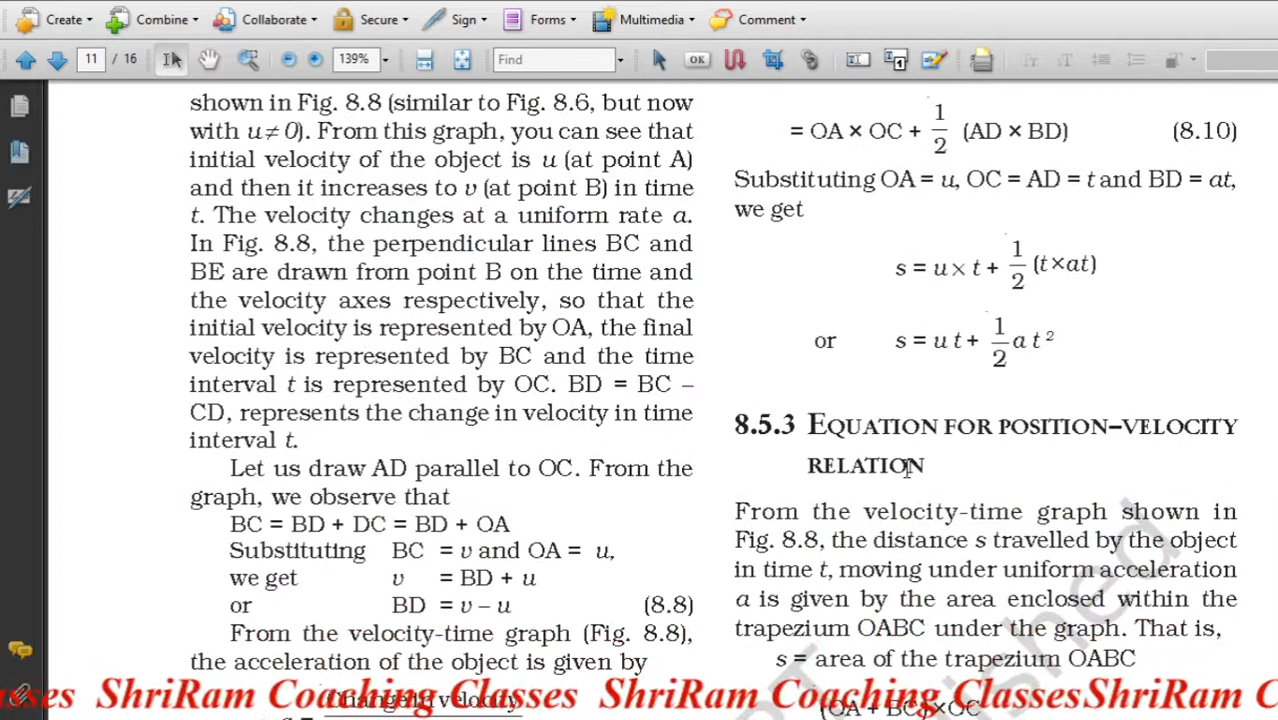 Create Combine Collaborate Secure Sign Forms Multimedia Comment
11 / 16 139% Find OK
shown in Fig. 8.8 (similar to Fig. 8.6, but now
with u ≠ 0). From this graph, you can see that
initial velocity of the object is u (at point A)
and then it increases to v (at point B) in time
t. The velocity changes at a uniform rate a.
In Fig. 8.8, the perpendicular lines BC and
BE are drawn from point B on the time and
the velocity axes respectively, so that the
initial velocity is represented by OA, the final
velocity is represented by BC and the time
interval t is represented by OC. BD = BC –
CD, represents the change in velocity in time
interval t.
Let us draw AD parallel to OC. From the
graph, we observe that
BC = BD + DC = BD + OA
Substituting BC = v and OA = u,
we get v = BD + u
or BD = v – u (8.8)
From the velocity-time graph (Fig. 8.8),
the acceleration of the object is given by
Change in velocity
= OA × OC + 1/2 (AD × BD) (8.10)
Substituting OA = u, OC = AD = t and BD = at,
we get
s = u × t + 1/2 (t×at)
or s = u t + 1/2 a t ²
8.5.3 EQUATION FOR POSITION–VELOCITY
RELATION
From the velocity-time graph shown in
Fig. 8.8, the distance s travelled by the object
in time t, moving under uniform acceleration
a is given by the area enclosed within the
trapezium OABC under the graph. That is,
s = area of the trapezium OABC
(OA + BC) ×OC
ShriRam Coaching Classes ShriRam Coaching ClassesShriRam